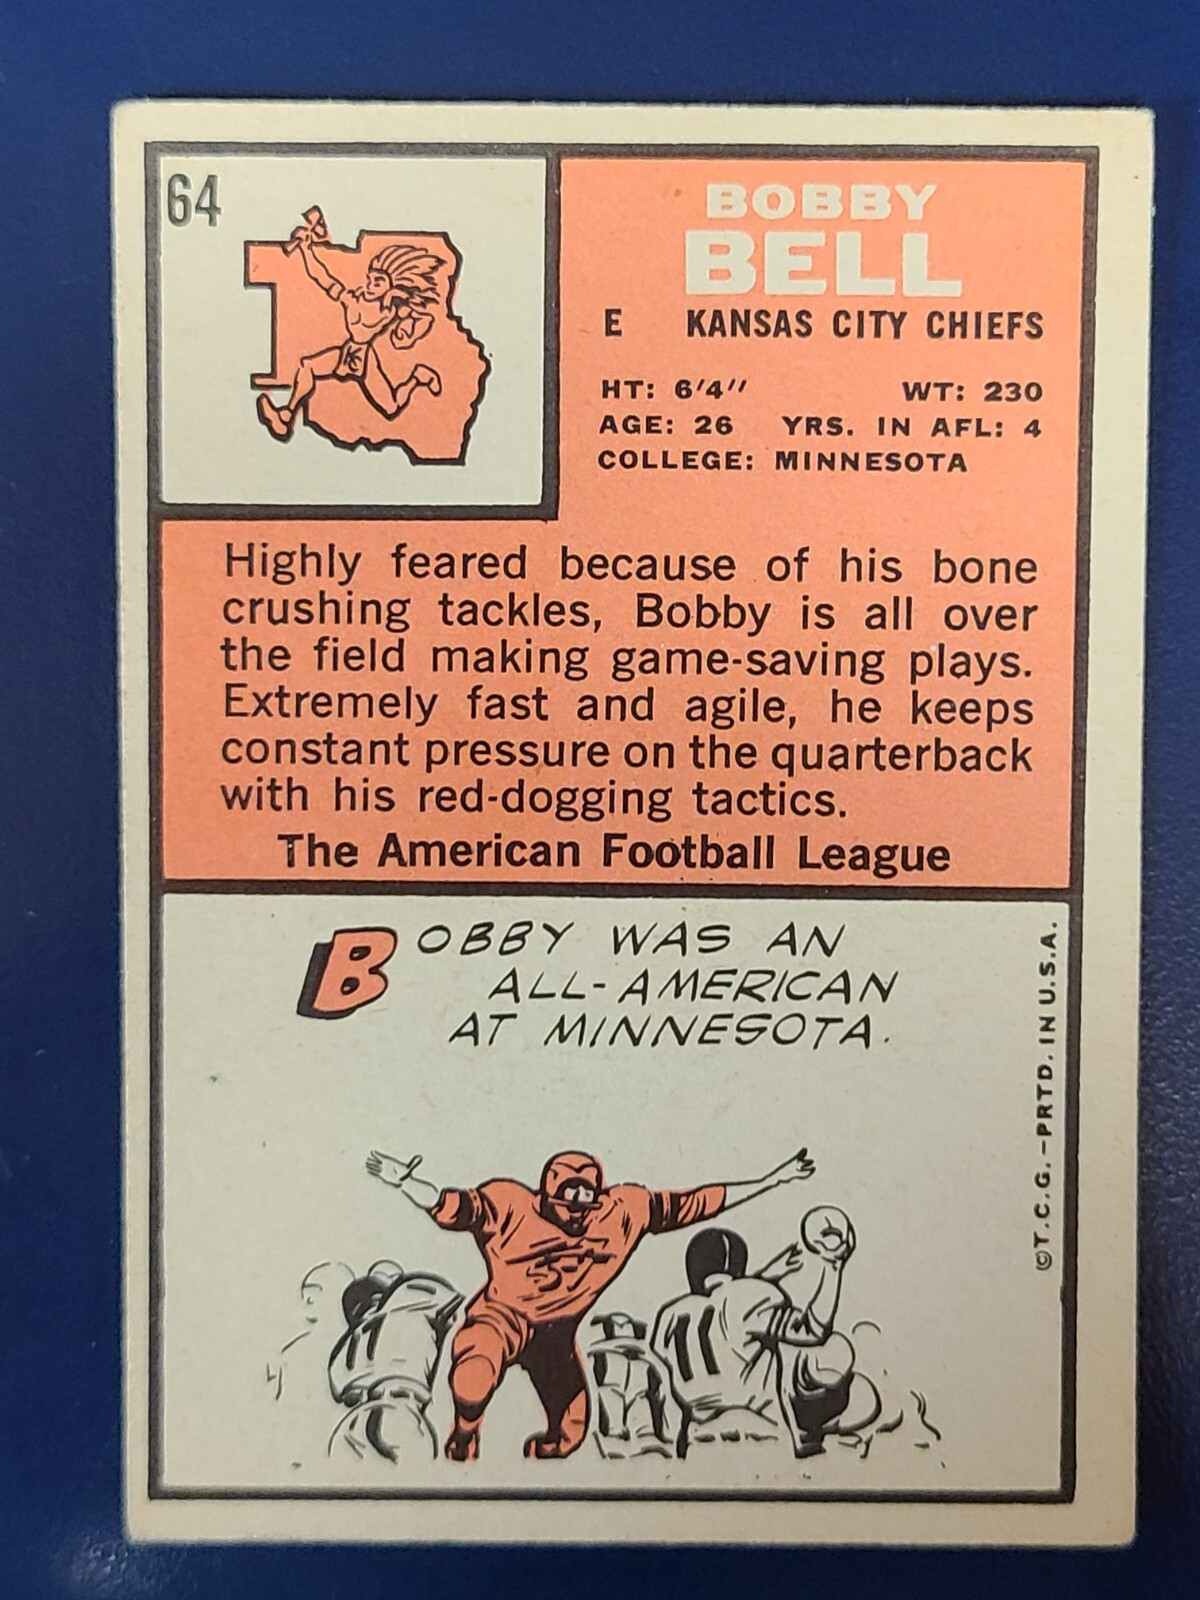 64
BOBBY
BELL
E KANSAS CITY CHIEFS
HT: 6'4'' WT: 230
AGE: 26 YRS. IN AFL: 4
COLLEGE: MINNESOTA
Highly feared because of his bone
crushing tackles, Bobby is all over
the field making game-saving plays.
Extremely fast and agile, he keeps
constant pressure on the quarterback
with his red-dogging tactics.
The American Football League
BOBBY WAS AN
ALL-AMERICAN
AT MINNESOTA.
©T.C.G.—PRTD. IN U.S.A.
KC
11